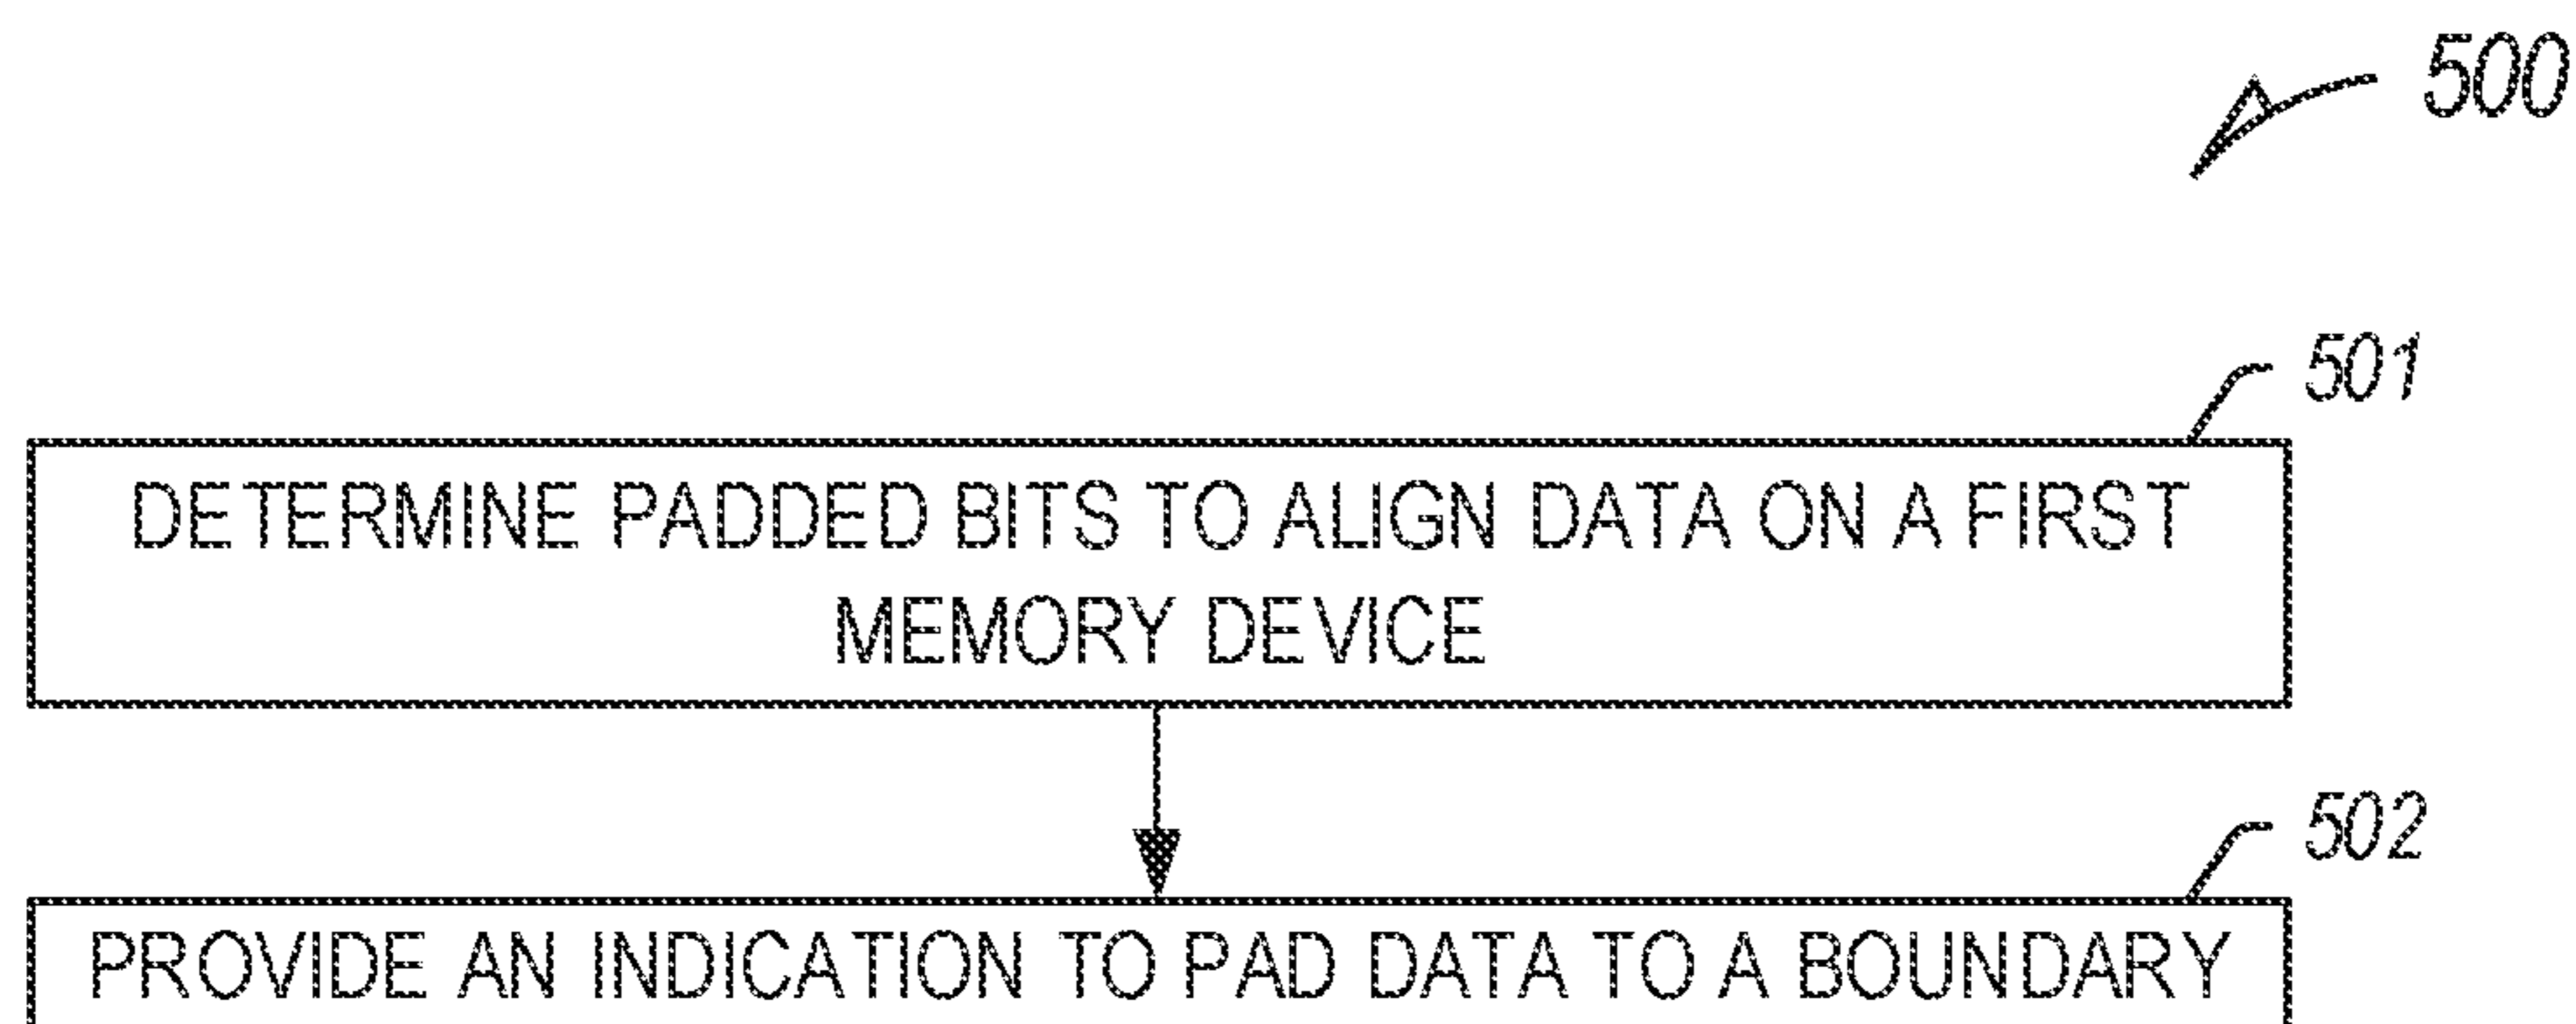 500
501
DETERMINE PADDED BITS TO ALIGN DATA ON A FIRST
MEMORY DEVICE
502
PROVIDE AN INDICATION TO PAD DATA TO A BOUNDARY